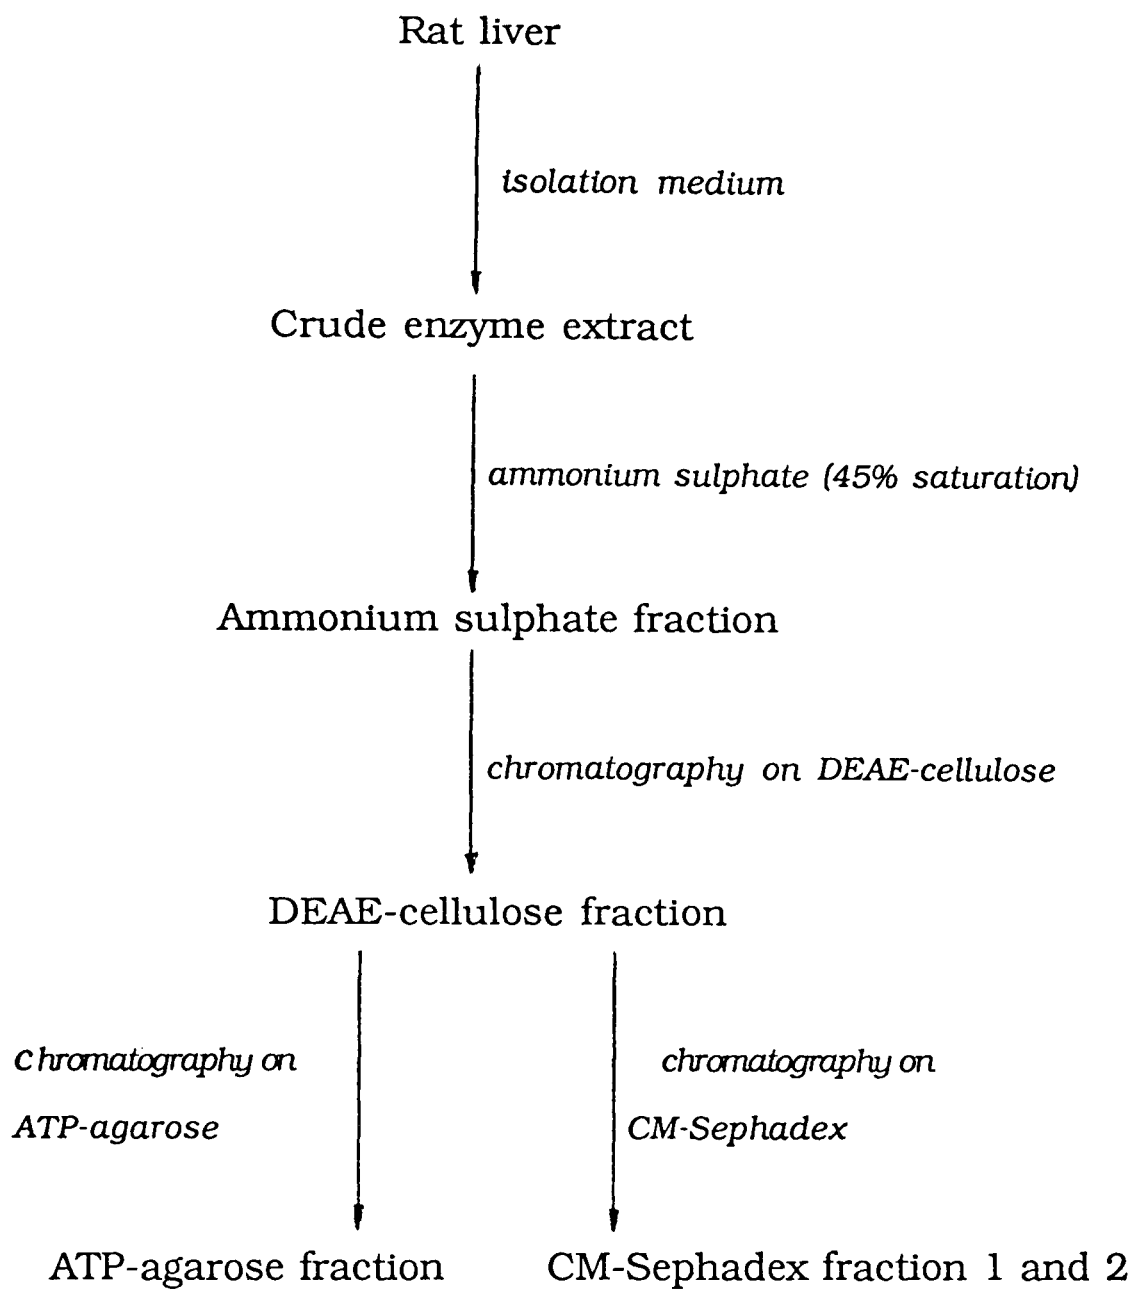 Rat liver
isolation medium
Crude enzyme extract
ammonium sulphate (45% saturation)
Ammonium sulphate fraction
chromatography on DEAE-cellulose
DEAE-cellulose fraction
chromatography on
ATP-agarose
chromatography on
CM-Sephadex
ATP-agarose fraction
CM-Sephadex fraction 1 and 2